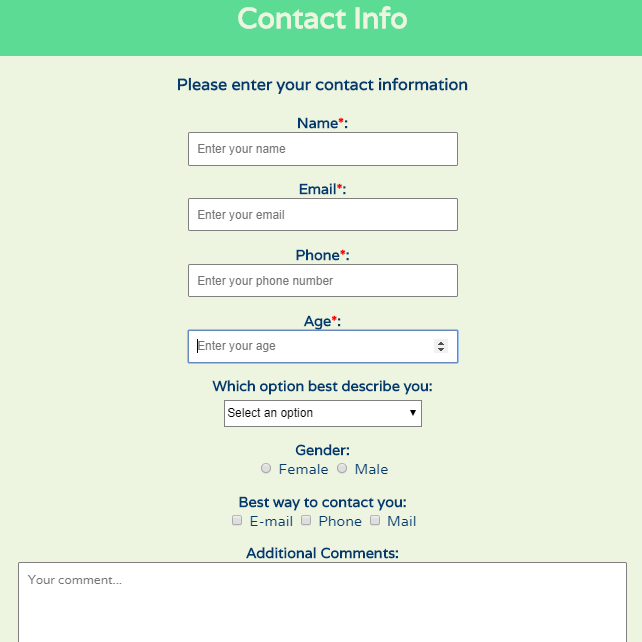 Contact Info
Please enter your contact information
Name*:
Enter your name
Email*:
Enter your email
Phone*:
Enter your phone number
Age*:
Enter your age
Which option best describe you:
Select an option
Gender:
Female Male
Best way to contact you:
E-mail Phone Mail
Additional Comments:
Your comment...